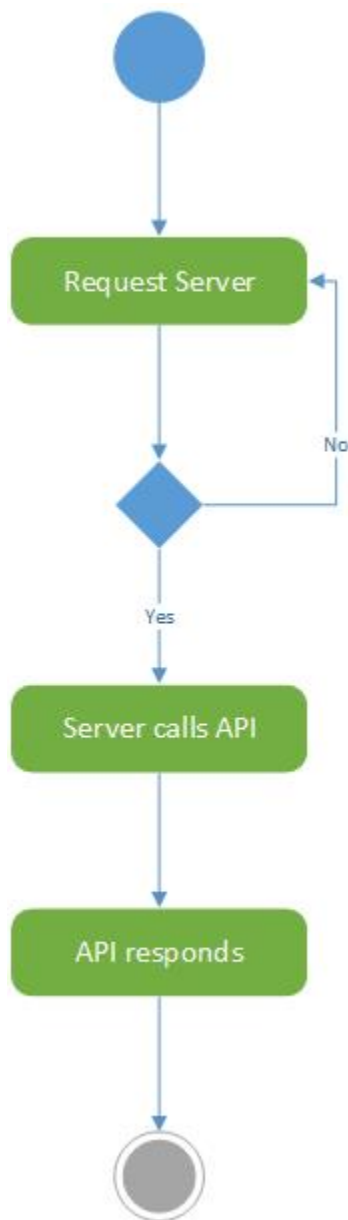 Request Server
No
Yes
Server calls API
API responds